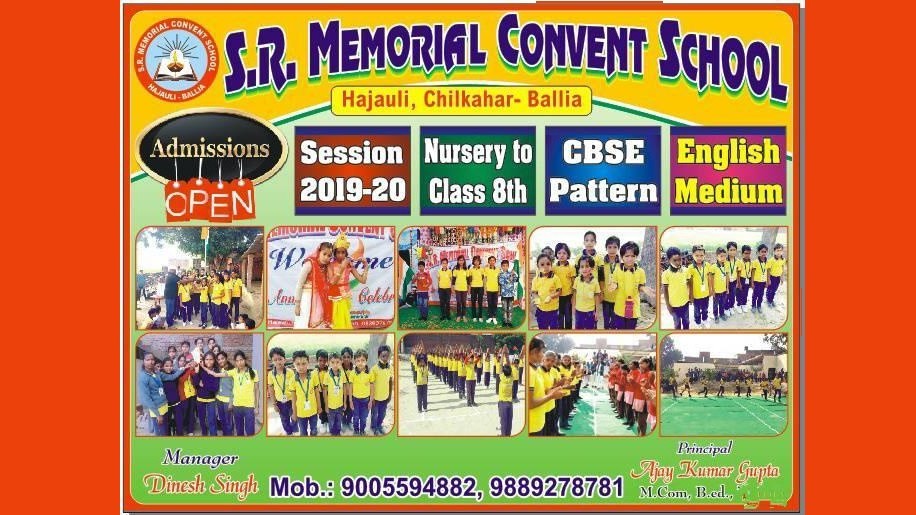 S.R. MEMORIAL CONVENT SCHOOL
S.R. MEMORIAL CONVENT SCHOOL
HAJAULI - BALLIA
Hajauli, Chilkahar- Ballia
Admissions
OPEN
Session
2019-20
Nursery to
Class 8th
CBSE
Pattern
English
Medium
Manager
Dinesh Singh
Mob.: 9005594882, 9889278781
Principal
Ajay Kumar Gupta
M.Com, B.ed.,